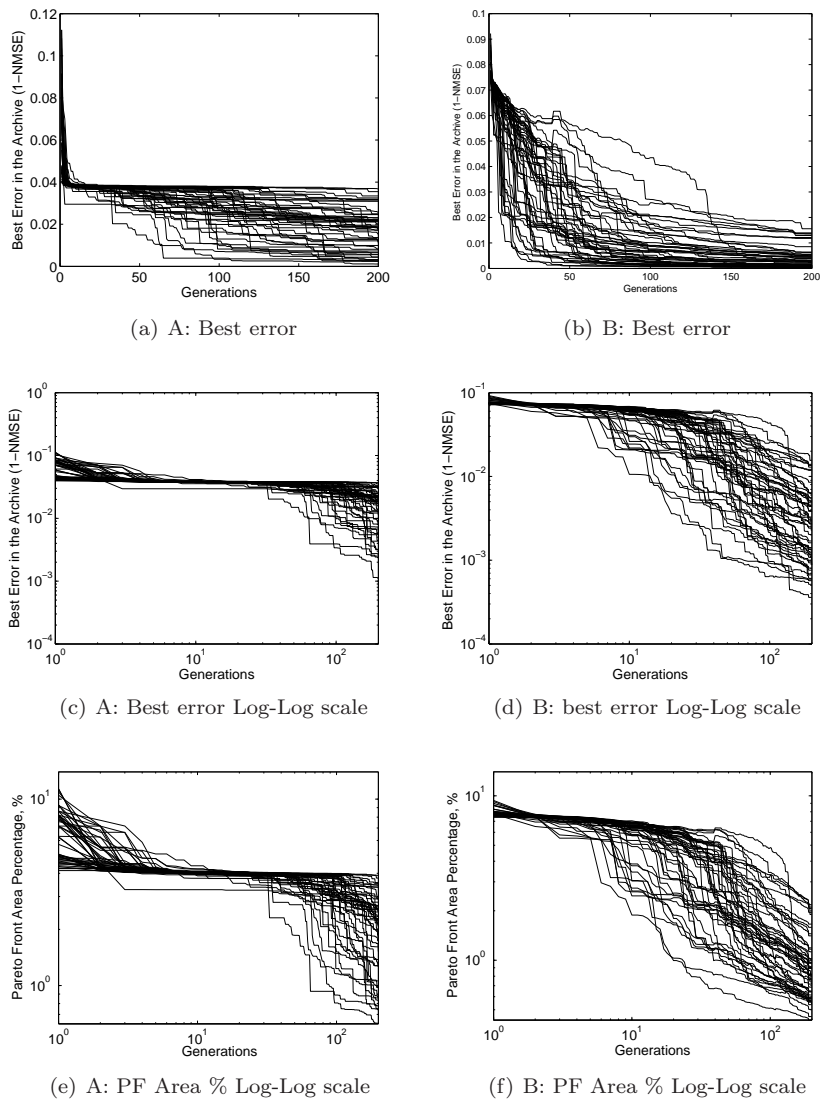 0.12
0.1
0.08
0.06
0.04
0.02
0
0 50 100 150 200
Best Error in the Archive (1−NMSE)
Generations
(a) A: Best error
0.1
0.09
0.08
0.07
0.06
0.05
0.04
0.03
0.02
0.01
0
0 50 100 150 200
Best Error in the Archive (1−NMSE)
Generations
(b) B: Best error
10^0
10^−1
10^−2
10^−3
10^−4
10^0 10^1 10^2
Best Error in the Archive (1−NMSE)
Generations
(c) A: Best error Log-Log scale
10^−1
10^−2
10^−3
10^−4
10^0 10^1 10^2
Best Error in the Archive (1−NMSE)
Generations
(d) B: best error Log-Log scale
10^1
10^0
10^0 10^1 10^2
Pareto Front Area Percentage, %
Generations
(e) A: PF Area % Log-Log scale
10^1
10^0
10^0 10^1 10^2
Pareto Front Area Percentage, %
Generations
(f) B: PF Area % Log-Log scale